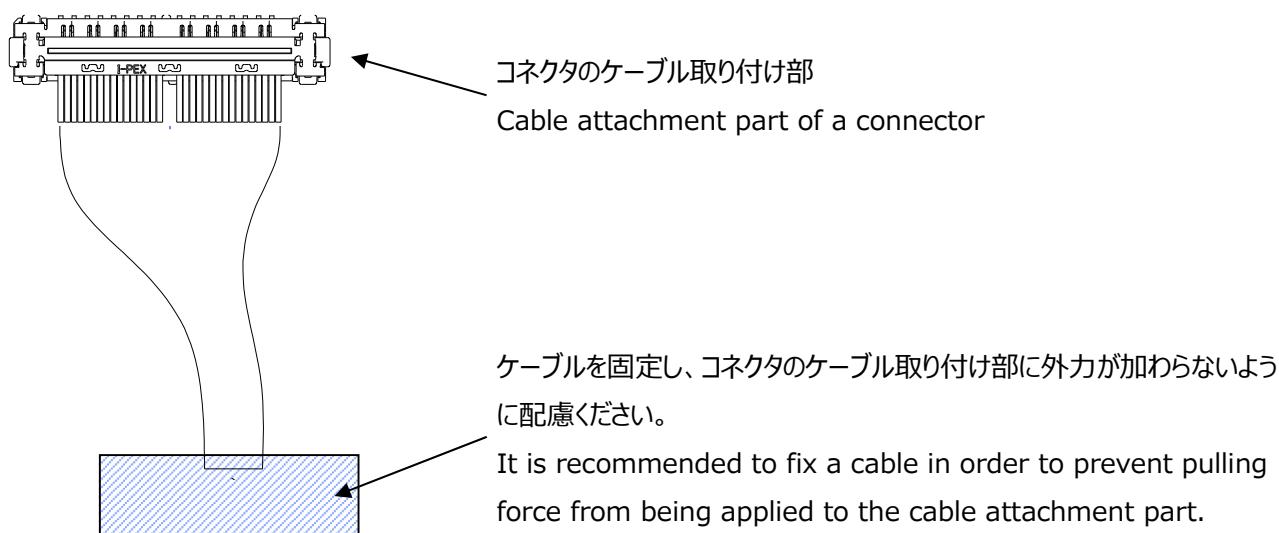 I-PEX
コネクタのケーブル取り付け部
Cable attachment part of a connector
ケーブルを固定し、コネクタのケーブル取り付け部に外力が加わらないよう
に配慮ください。
It is recommended to fix a cable in order to prevent pulling
force from being applied to the cable attachment part.